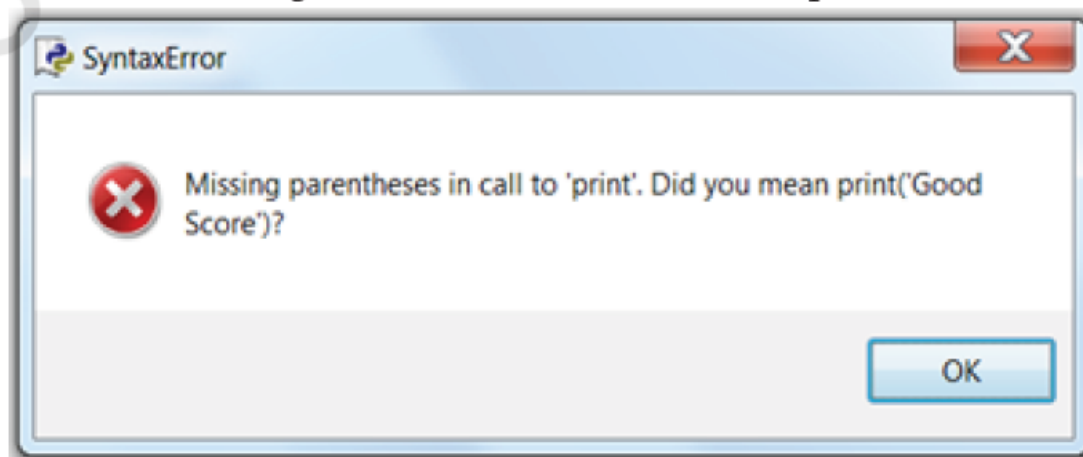 SyntaxError
Missing parentheses in call to 'print'. Did you mean print('Good
Score')?
OK